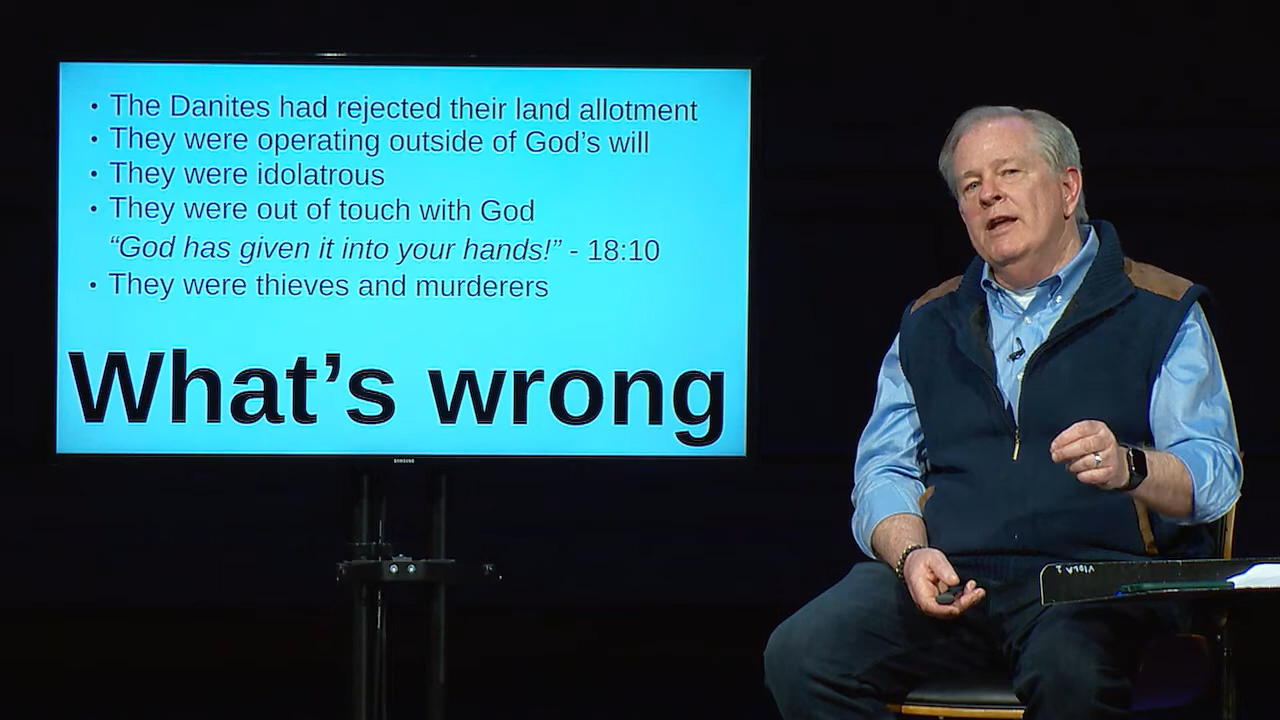 • The Danites had rejected their land allotment
• They were operating outside of God’s will
• They were idolatrous
• They were out of touch with God
“God has given it into your hands!” - 18:10
• They were thieves and murderers
What’s wrong
SAMSUNG
VIOLA 2